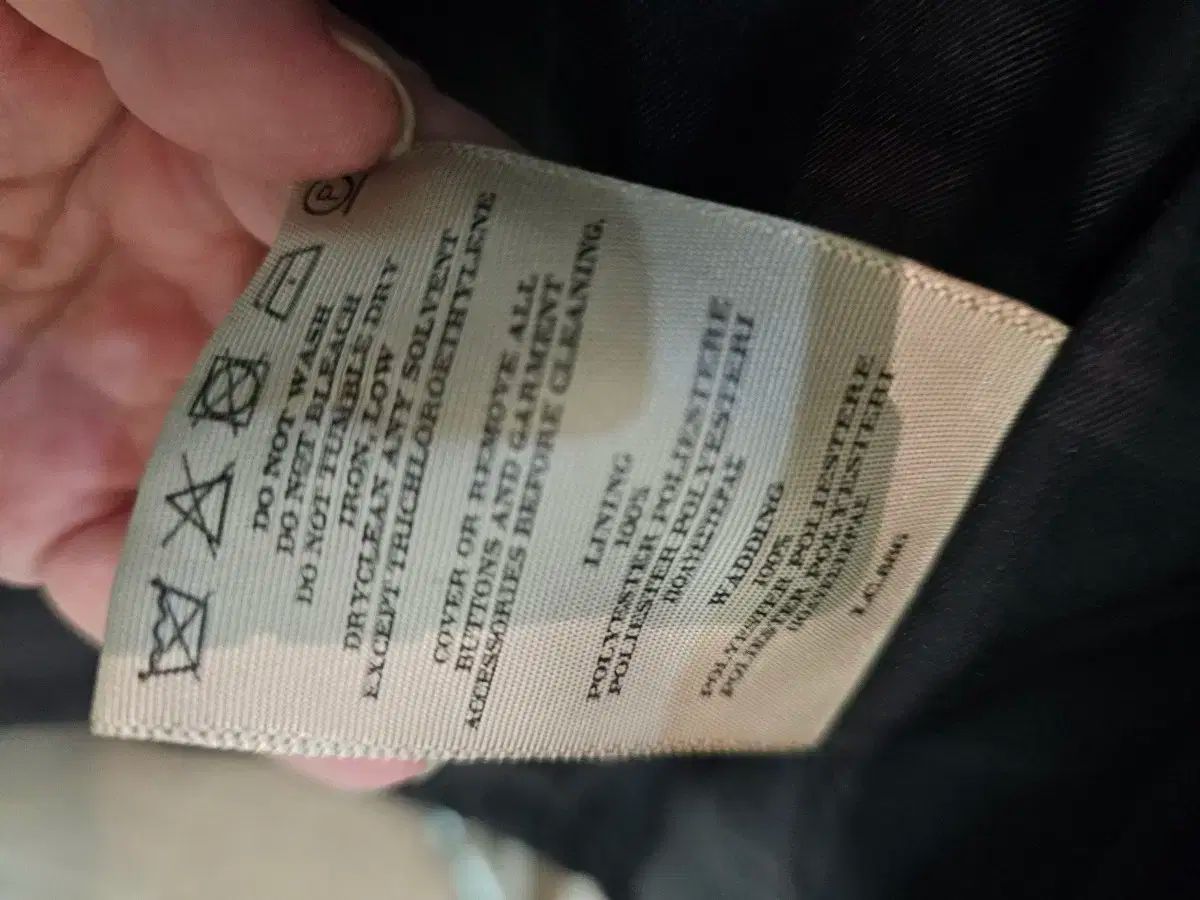 P
DO NOT WASH
DO NOT BLEACH
DO NOT TUMBLE DRY
IRON, LOW
DRYCLEAN ANY SOLVENT
EXCEPT TRICHLOROETHYLENE
COVER OR REMOVE ALL
BUTTONS AND GARMENT
ACCESSORIES BEFORE CLEANING.
LINING
100%
POLYESTER POLIESTERE
POLIESTER POLYESTERI
WADDING
100%
POLYESTER POLIESTERE
POLIESTER POLYESTERI